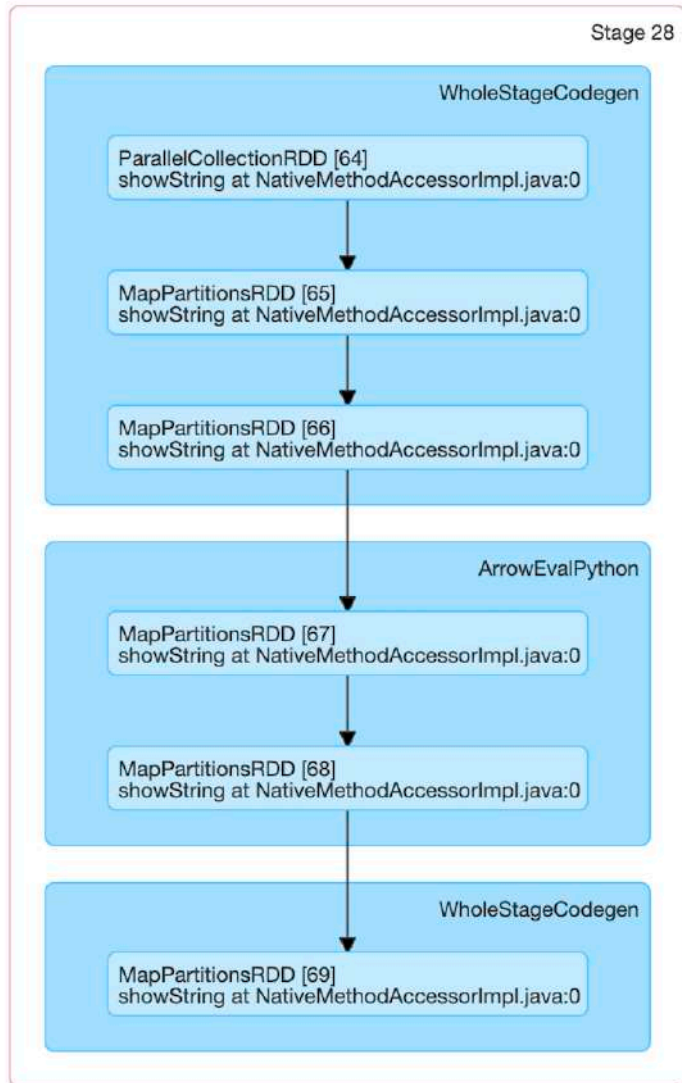 Stage 28
WholeStageCodegen
ParallelCollectionRDD [64]
showString at NativeMethodAccessorImpl.java:0
MapPartitionsRDD [65]
showString at NativeMethodAccessorImpl.java:0
MapPartitionsRDD [66]
showString at NativeMethodAccessorImpl.java:0
ArrowEvalPython
MapPartitionsRDD [67]
showString at NativeMethodAccessorImpl.java:0
MapPartitionsRDD [68]
showString at NativeMethodAccessorImpl.java:0
WholeStageCodegen
MapPartitionsRDD [69]
showString at NativeMethodAccessorImpl.java:0